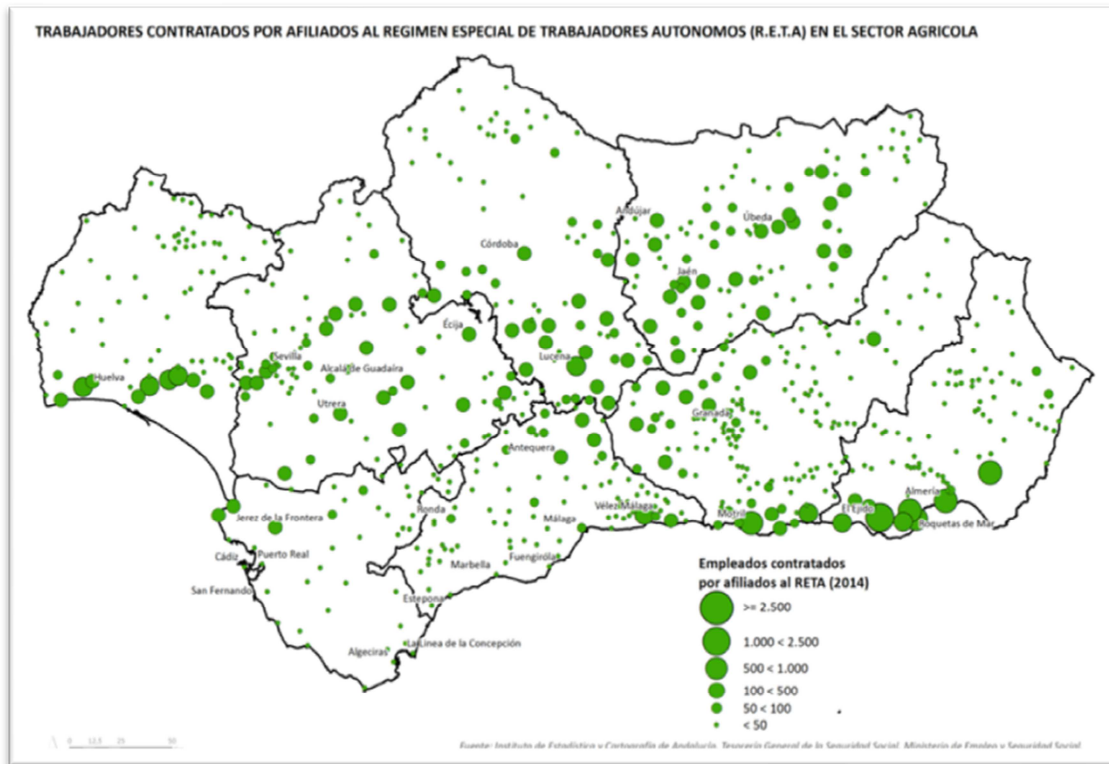 TRABAJADORES CONTRATADOS POR AFILIADOS AL REGIMEN ESPECIAL DE TRABAJADORES AUTONOMOS (R.E.T.A) EN EL SECTOR AGRICOLA
Andújar
Úbeda
Córdoba
Jaén
Écija
Sevilla
Lucena
Huelva
Alcalá de Guadaíra
Utrera
Granada
Antequera
Almería
Ronda
Vélez-Málaga
Motril
El Ejido
Jerez de la Frontera
Málaga
Roquetas de Mar
Cádiz
Puerto Real
Fuengirola
Marbella
San Fernando
Estepona
La Línea de la Concepción
Algeciras
Empleados contratados
por afiliados al RETA (2014)
>= 2.500
1.000 < 2.500
500 < 1.000
100 < 500
50 < 100
< 50
0 12,5 25 50
Fuente: Instituto de Estadística y Cartografía de Andalucía. Tesorería General de la Seguridad Social. Ministerio de Empleo y Seguridad Social